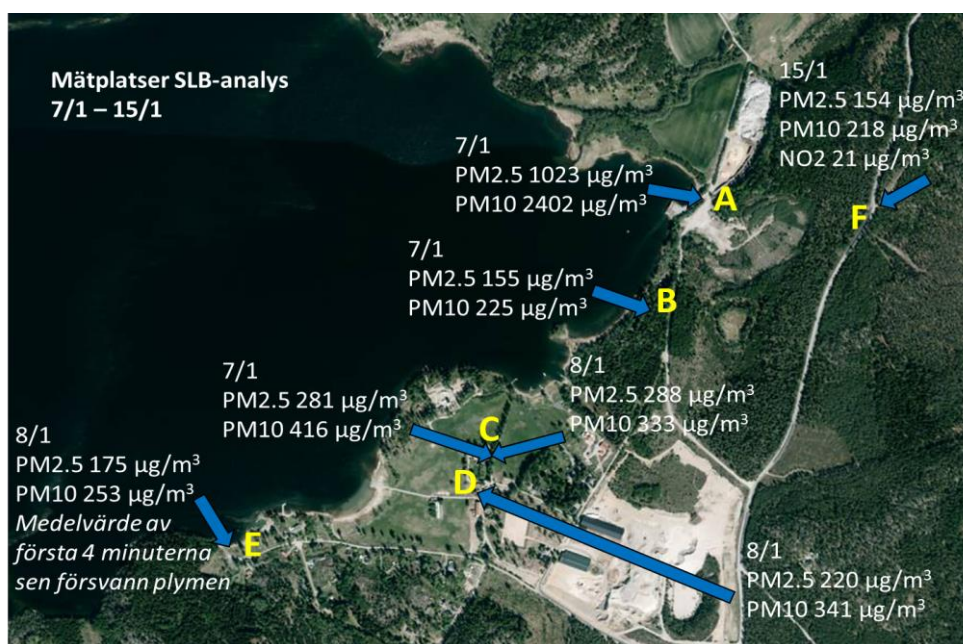 Mätplatser SLB-analys
7/1 – 15/1
15/1
PM2.5 154 µg/m³
PM10 218 µg/m³
NO2 21 µg/m³
7/1
PM2.5 1023 µg/m³
PM10 2402 µg/m³
A
F
7/1
PM2.5 155 µg/m³
PM10 225 µg/m³
B
7/1
PM2.5 281 µg/m³
PM10 416 µg/m³
8/1
PM2.5 288 µg/m³
PM10 333 µg/m³
C
D
8/1
PM2.5 175 µg/m³
PM10 253 µg/m³
Medelvärde av
första 4 minuterna
sen försvann plymen
E
8/1
PM2.5 220 µg/m³
PM10 341 µg/m³